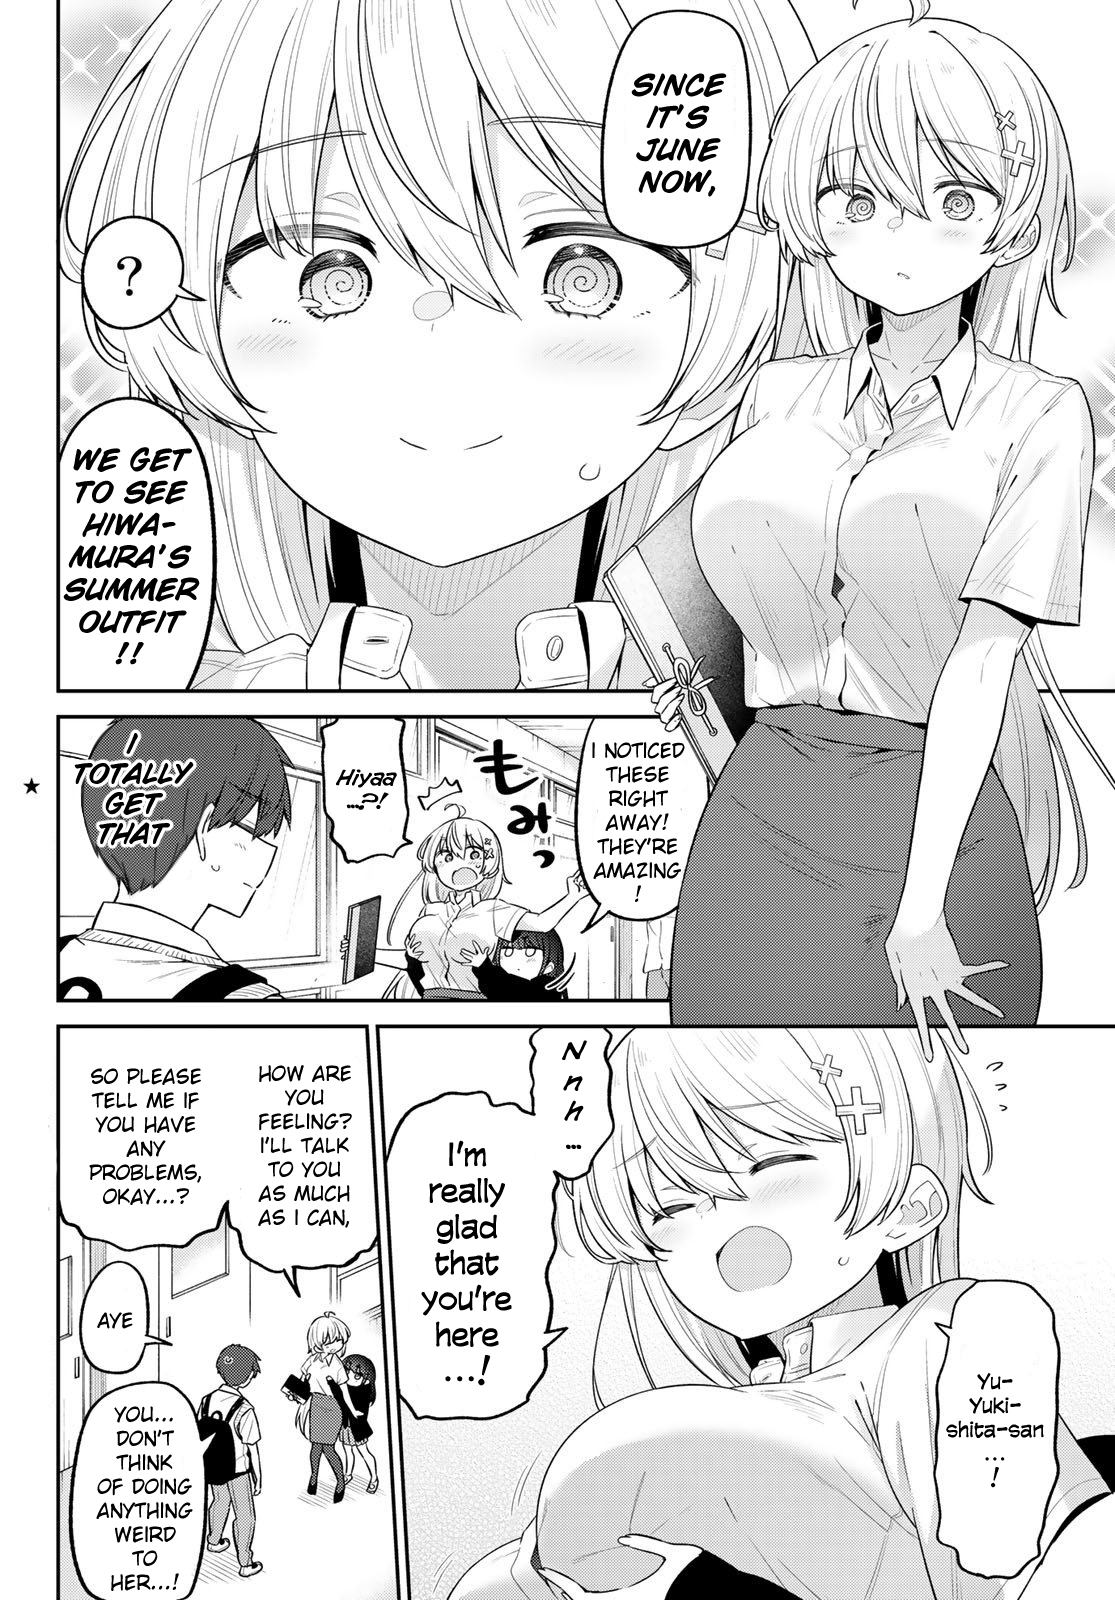 SINCE
IT'S
JUNE
NOW,
?
WE GET
TO SEE
HIWA-
MURA'S
SUMMER
OUTFIT
!!
I NOTICED
THESE
RIGHT
AWAY!
THEY'RE
AMAZING
!
もみっ
Hiyaa
...?!
I
TOTALLY
GET
THAT
★
Nnh...
I'm
really
glad
that
you're
here
...!
Yu-
Yuki-
shita-san
...
!
HOW ARE
YOU
FEELING?
I'LL TALK
TO YOU
AS MUCH
AS I CAN,
SO PLEASE
TELL ME IF
YOU HAVE
ANY
PROBLEMS,
OKAY...?
AYE
YOU...
DON'T
THINK
OF DOING
ANYTHING
WEIRD
TO
HER...!